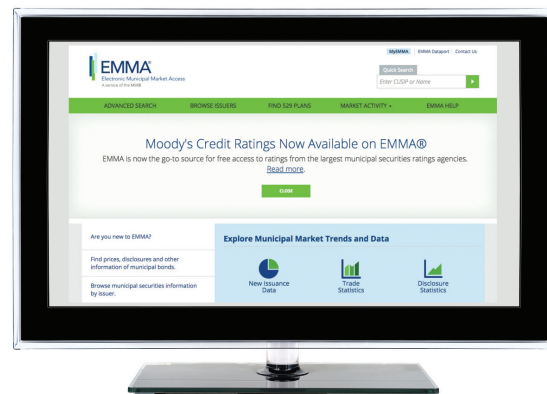 MyEMMA EMMA Dataport Contact Us
EMMA®
Electronic Municipal Market Access
A service of the MSRB
Quick Search
Enter CUSIP or Name
ADVANCED SEARCH BROWSE ISSUERS FIND 529 PLANS MARKET ACTIVITY EMMA HELP
Moody's Credit Ratings Now Available on EMMA®
EMMA is now the go-to source for free access to ratings from the largest municipal securities ratings agencies.
Read more.
CLOSE
Are you new to EMMA?
Explore Municipal Market Trends and Data
Find prices, disclosures and other
information of municipal bonds.
Browse municipal securities information
by issuer.
New Issuance
Data
Trade
Statistics
Disclosure
Statistics